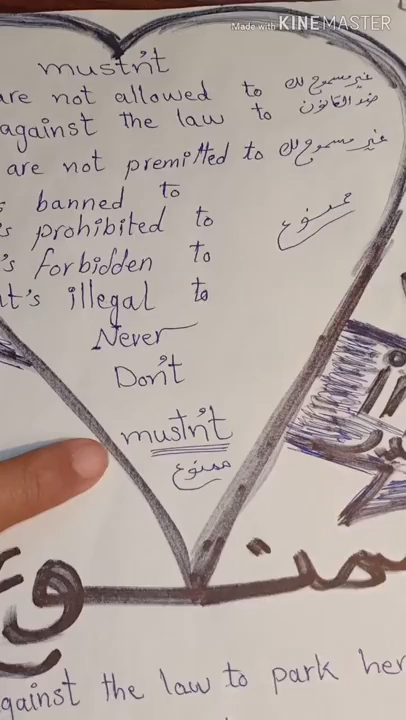 Made with KINEMASTER
mustn't
are not allowed to غير مسموح لك
against the law to ضد القانون
are not premitted to غير مسموح لك
banned to
's prohibited to ممنوع
's forbidden to
it's illegal to
Never
Don't
mustn't
ممنوع
against the law to park her